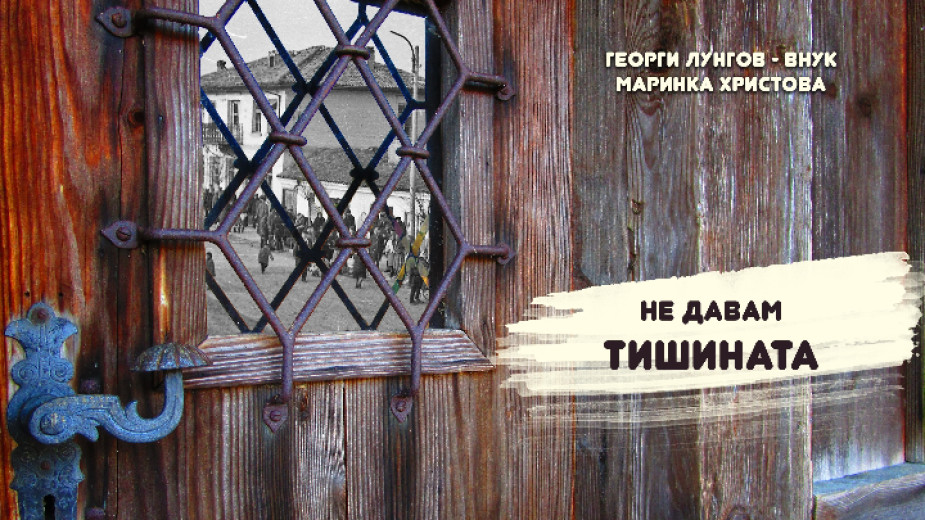 ГЕОРГИ ЛУНГОВ - ВНУК
МАРИНКА ХРИСТОВА
НЕ ДАВАМ
ТИШИНАТА